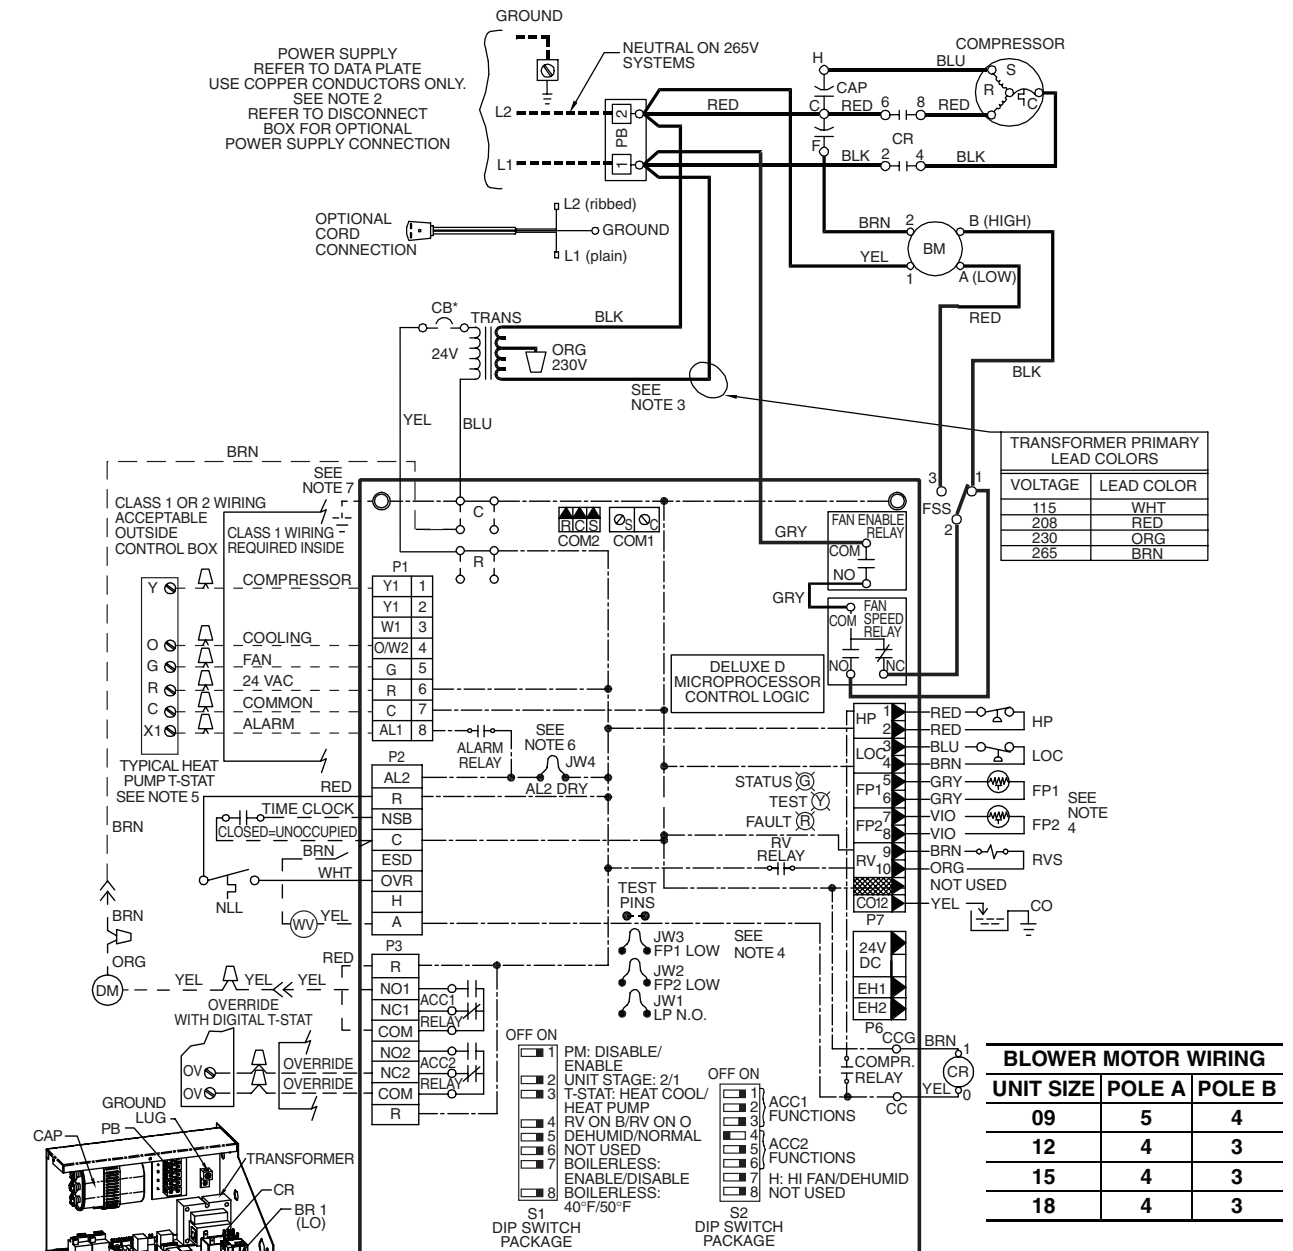 GROUND
POWER SUPPLY
REFER TO DATA PLATE
USE COPPER CONDUCTORS ONLY.
SEE NOTE 2
REFER TO DISCONNECT
BOX FOR OPTIONAL
POWER SUPPLY CONNECTION
NEUTRAL ON 265V
SYSTEMS
L2
L1
PB
2
1
RED
H
CAP
C
F
BLU
COMPRESSOR
S
R
C
RED 6 8 RED
CR
BLK 2 4 BLK
OPTIONAL
CORD
CONNECTION
L2 (ribbed)
GROUND
L1 (plain)
BRN 2
YEL
1
BM
B (HIGH)
A (LOW)
RED
BLK
CB*
TRANS
24V
BLK
ORG
230V
SEE
NOTE 3
YEL
BLU
TRANSFORMER PRIMARY
LEAD COLORS
VOLTAGE LEAD COLOR
115 WHT
208 RED
230 ORG
265 BRN
BRN
SEE
NOTE 7
CLASS 1 OR 2 WIRING
ACCEPTABLE
OUTSIDE
CONTROL BOX
CLASS 1 WIRING
REQUIRED INSIDE
C
R
R C S
COM2
S C
COM1
GRY
FAN ENABLE
RELAY
COM
NO
GRY
FAN
SPEED
RELAY
COM
NO
NC
3
1
FSS
2
Y
O
G
R
C
X1
COMPRESSOR
COOLING
FAN
24 VAC
COMMON
ALARM
TYPICAL HEAT
PUMP T-STAT
SEE NOTE 5
P1
Y1 1
Y1 2
W1 3
O/W2 4
G 5
R 6
C 7
AL1 8
ALARM
RELAY
SEE
NOTE 6
JW4
AL2 DRY
DELUXE D
MICROPROCESSOR
CONTROL LOGIC
P2
AL2
R
NSB
C
ESD
OVR
H
A
RED
TIME CLOCK
CLOSED=UNOCCUPIED
BRN
WHT
NLL
WV
YEL
BRN
BRN
ORG
DM
YEL
YEL
YEL
STATUS G
TEST Y
FAULT R
RV
RELAY
HP 1
2
LOC 3
4
FP1 5
6
FP2 7
8
RV 9
10
CO12
P7
RED
RED
HP
BLU
BRN
LOC
GRY
GRY
FP1
VIO
VIO
FP2
SEE
NOTE
4
BRN
ORG
RVS
NOT USED
YEL
CO
24V
DC
EH1
EH2
P6
TEST
PINS
JW3
FP1 LOW
JW2
FP2 LOW
JW1
LP N.O.
SEE
NOTE 4
RED
P3
R
NO1
NC1
COM
NO2
NC2
COM
R
ACC1
RELAY
ACC2
RELAY
OVERRIDE
WITH DIGITAL T-STAT
OV
OV
OVERRIDE
OVERRIDE
CCG
COMPR.
RELAY
CC
BRN 1
CR
YEL 0
OFF ON
1 PM: DISABLE/
ENABLE
2 UNIT STAGE: 2/1
3 T-STAT: HEAT COOL/
HEAT PUMP
4 RV ON B/RV ON O
5 DEHUMID/NORMAL
6 NOT USED
7 BOILERLESS:
ENABLE/DISABLE
8 BOILERLESS:
40°F/50°F
S1
DIP SWITCH
PACKAGE
OFF ON
1
2
3
ACC1
FUNCTIONS
4
5
6
ACC2
FUNCTIONS
7 H: HI FAN/DEHUMID
8 NOT USED
S2
DIP SWITCH
PACKAGE
BLOWER MOTOR WIRING
UNIT SIZE POLE A POLE B
09 5 4
12 4 3
15 4 3
18 4 3
GROUND
LUG
PB
CAP
TRANSFORMER
CR
BR 1
(LO)